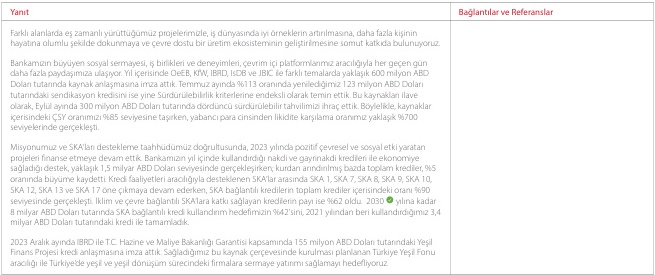 Yanıt
Bağlantılar ve Referanslar
Farklı alanlarda eş zamanlı yürüttüğümüz projelerimizle, iş dünyasında iyi örneklerin artırılmasına, daha fazla kişinin
hayatına olumlu şekilde dokunmaya ve çevre dostu bir üretim ekosisteminin geliştirilmesine somut katkıda bulunuyoruz.
Bankamızın büyüyen sosyal sermayesi, iş birlikleri ve deneyimleri, çevrim içi platformlarımız aracılığıyla her geçen gün
daha fazla paydaşımıza ulaşıyor. Yıl içerisinde OeEB, KfW, IBRD, IsDB ve JBIC ile farklı temalarda yaklaşık 600 milyon ABD
Doları tutarında kaynak anlaşmasına imza attık. Temmuz ayında %113 oranında yenilediğimiz 123 milyon ABD Doları
tutarındaki sendikasyon kredisini ise yine Sürdürülebilirlik kriterlerine endeksli olarak temin ettik. Bu kaynakları ilave
olarak, Eylül ayında 300 milyon ABD Doları tutarında dördüncü sürdürülebilir tahvilimizi ihraç ettik. Böylelikle, kaynaklar
içerisindeki ÇSY oranımızı %85 seviyesine taşırken, yabancı para cinsinden likidite karşılama oranımız yaklaşık %700
seviyelerinde gerçekleşti.
Misyonumuz ve SKA'ları destekleme taahhüdümüz doğrultusunda, 2023 yılında pozitif çevresel ve sosyal etki yaratan
projeleri finanse etmeye devam ettik. Bankamızın yıl içinde kullandırdığı nakdi ve gayrinakdi kredileri ile ekonomiye
sağladığı destek, yaklaşık 1,5 milyar ABD Doları seviyesinde gerçekleşirken; kurdan arındırılmış bazda toplam krediler, %5
oranında büyüme kaydetti. Kredi faaliyetleri aracılığıyla desteklenen SKA'lar arasında SKA 1, SKA 7, SKA 8, SKA 9, SKA 10,
SKA 12, SKA 13 ve SKA 17 öne çıkmaya devam ederken, SKA bağlantılı kredilerin toplam krediler içerisindeki oranı %90
seviyesinde gerçekleşti. İklim ve çevre bağlantılı SKA'lara katkı sağlayan kredilerin payı ise %62 oldu. 2030 yılına kadar
8 milyar ABD Doları tutarında SKA bağlantılı kredi kullandırım hedefimizin %42'sini, 2021 yılından beri kullandırdığımız 3,4
milyar ABD Doları tutarındaki kredi ile tamamladık.
2023 Aralık ayında IBRD ile T.C. Hazine ve Maliye Bakanlığı Garantisi kapsamında 155 milyon ABD Doları tutarındaki Yeşil
Finans Projesi kredi anlaşmasına imza attık. Sağladığımız bu kaynak çerçevesinde kurulması planlanan Türkiye Yeşil Fonu
aracılığı ile Türkiye'de yeşil ve yeşil dönüşüm sürecindeki firmalara sermaye yatırımı sağlamayı hedefliyoruz.